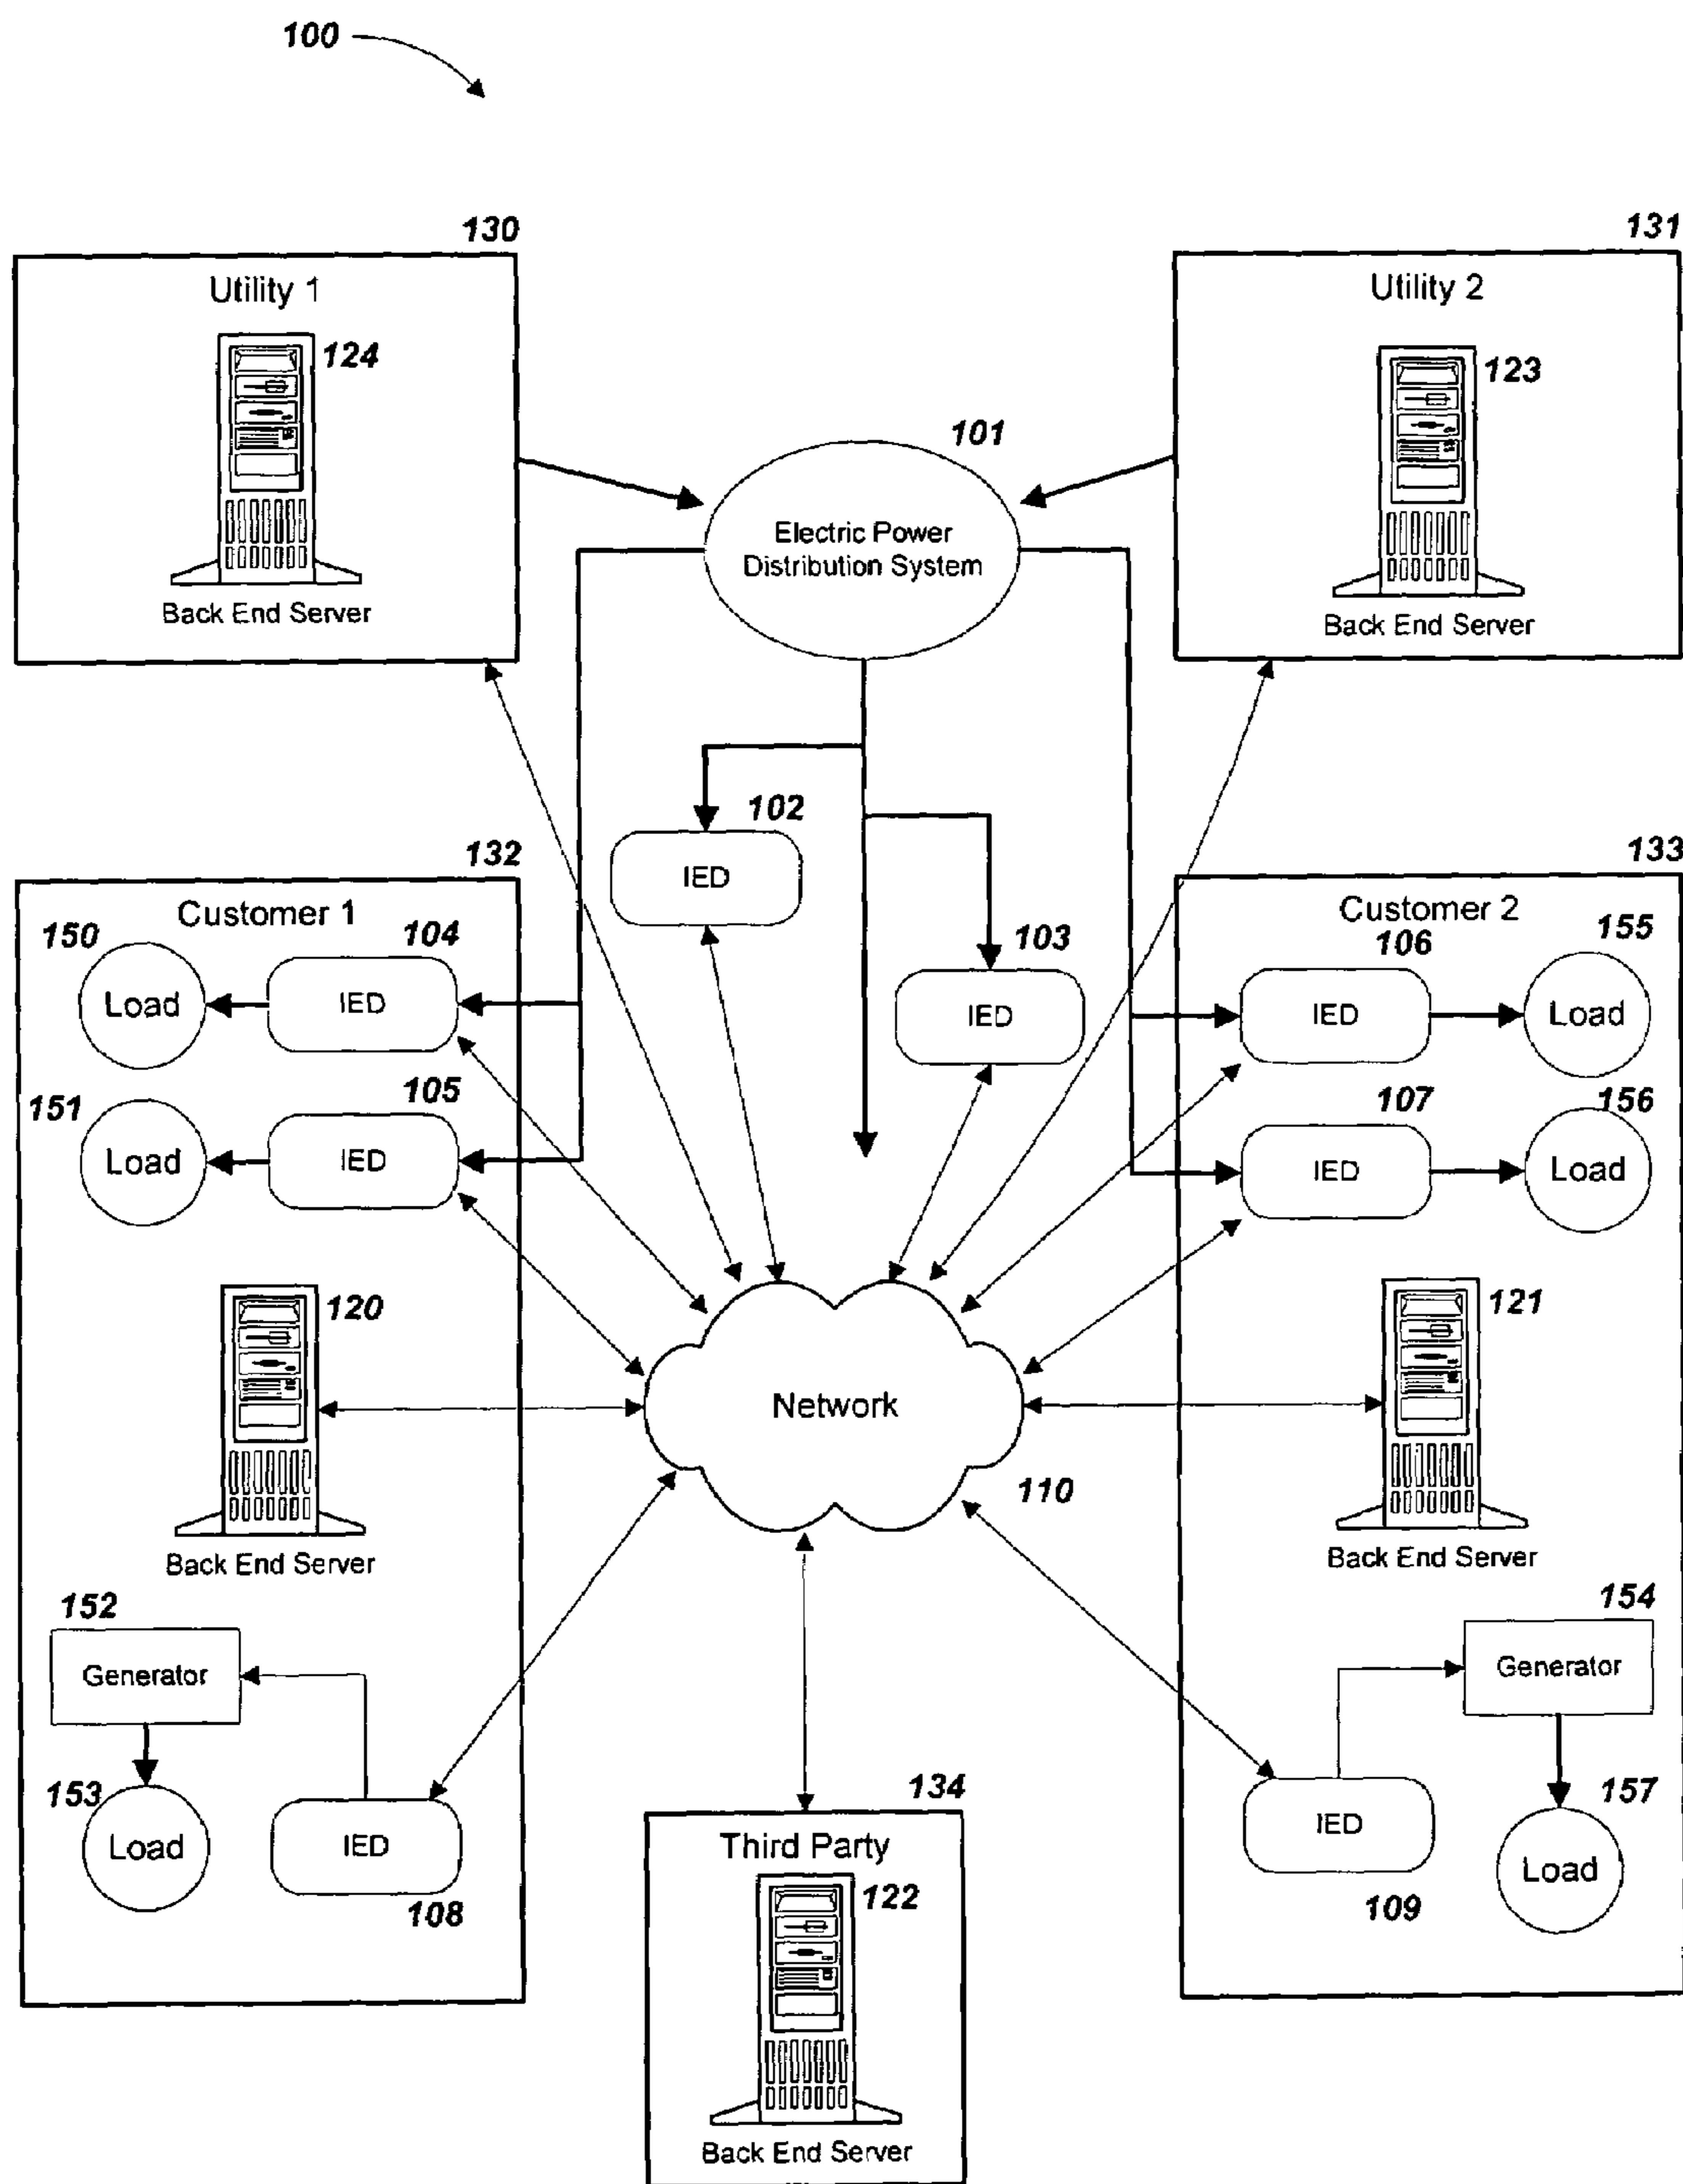 100
130
131
Utility 1
Utility 2
124
123
101
Electric Power
Distribution System
Back End Server
Back End Server
102
IED
132
133
Customer 1
Customer 2
150
104
103
106
155
Load
IED
IED
IED
Load
151
105
107
156
Load
IED
IED
Load
120
121
Network
110
Back End Server
Back End Server
152
154
Generator
Generator
153
134
157
Load
IED
Third Party
IED
Load
108
122
109
Back End Server